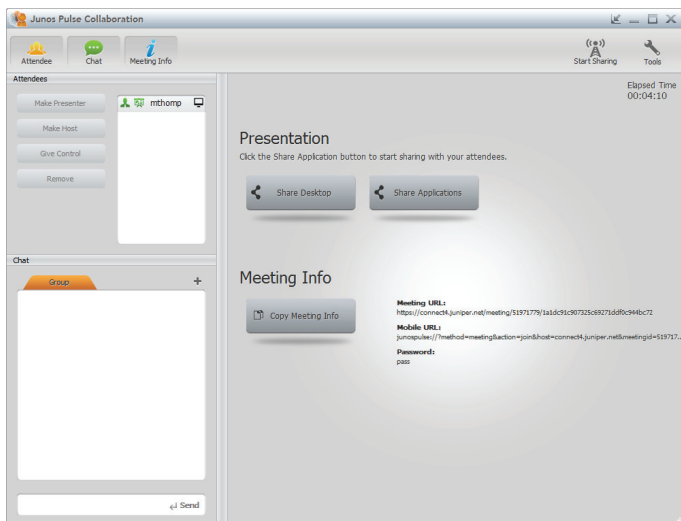 Junos Pulse Collaboration
Attendee
Chat
Meeting Info
Start Sharing
Tools
Attendees
Make Presenter
Make Host
Give Control
Remove
mthomp
Elapsed Time
00:04:10
Presentation
Click the Share Application button to start sharing with your attendees.
Share Desktop
Share Applications
Chat
Group
+
Meeting Info
Copy Meeting Info
Meeting URL:
https://connect4.juniper.net/meeting/51971779/1a1dc91c907325c69271ddf0c944bc72
Mobile URL:
junospulse://?method=meeting&action=join&host=connect4.juniper.net&meetingid=519717...
Password:
pass
Send